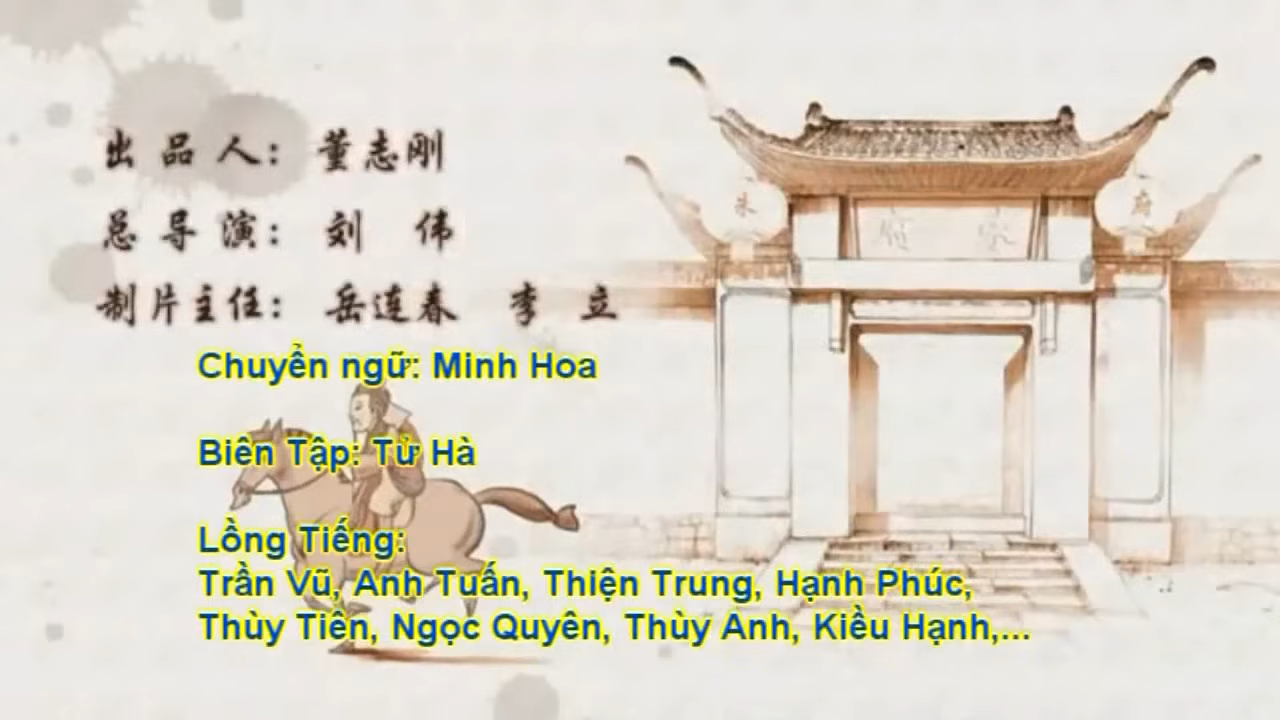 出品人：董志刚
总导演：刘 伟
制片主任：岳连春 李 立
Chuyển ngữ: Minh Hoa
Biên Tập: Tử Hà
Lồng Tiếng:
Trần Vũ, Anh Tuấn, Thiện Trung, Hạnh Phúc,
Thùy Tiên, Ngọc Quyên, Thùy Anh, Kiều Hạnh,...
朱
府